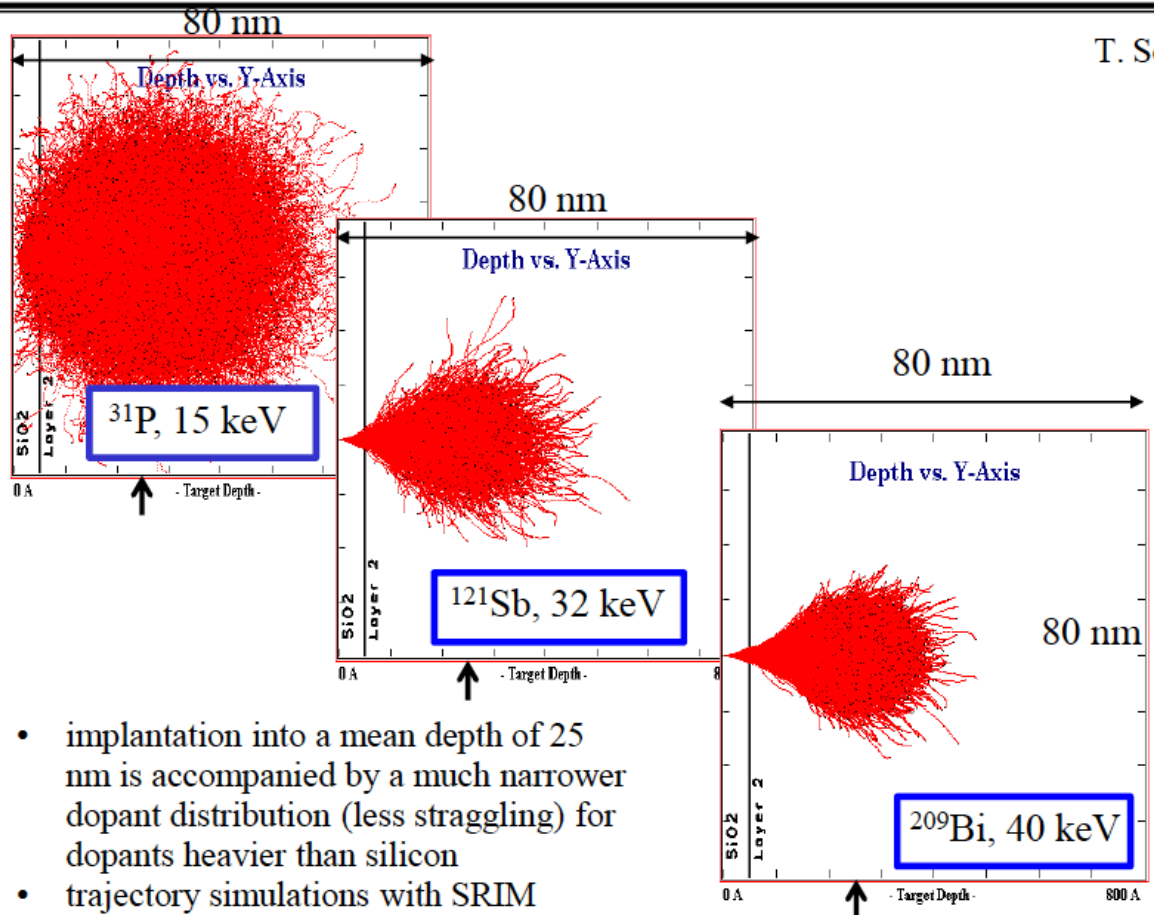 80 nm
T. S
Depth vs. Y-Axis
SiO2
Layer 2
³¹P, 15 keV
0 A
- Target Depth -
80 nm
Depth vs. Y-Axis
SiO2
Layer 2
¹²¹Sb, 32 keV
0 A
- Target Depth -
8
80 nm
Depth vs. Y-Axis
80 nm
SiO2
Layer 2
²⁰⁹Bi, 40 keV
0 A
- Target Depth -
800 A
• implantation into a mean depth of 25
nm is accompanied by a much narrower
dopant distribution (less straggling) for
dopants heavier than silicon
• trajectory simulations with SRIM